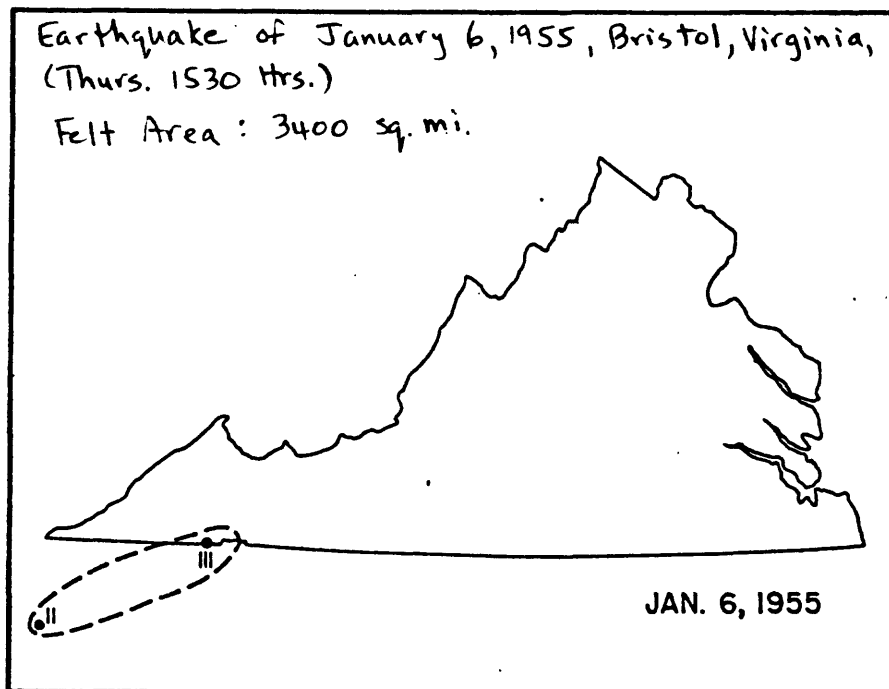 Earthquake of January 6, 1955, Bristol, Virginia,
(Thurs. 1530 Hrs.)
Felt Area : 3400 sq. mi.
III
II
JAN. 6, 1955